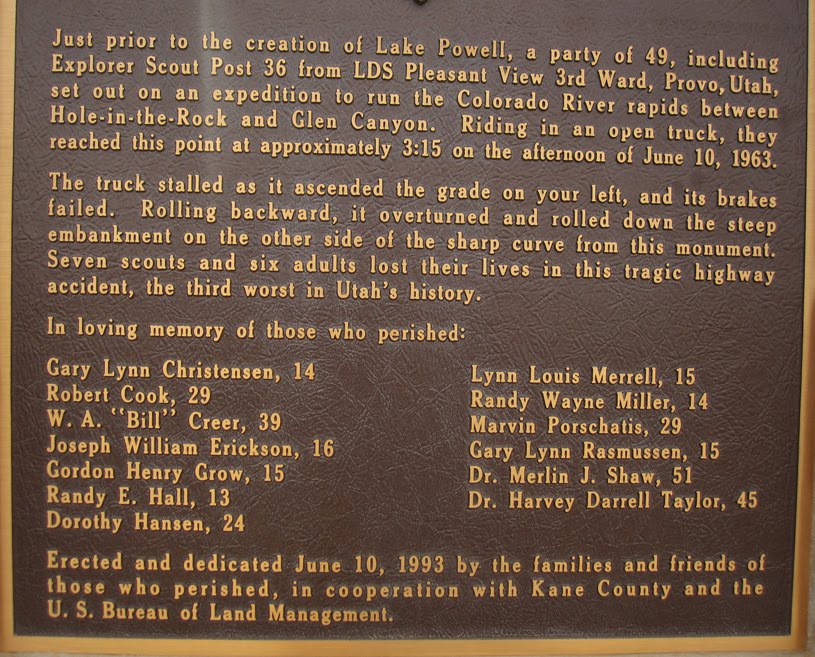 Just prior to the creation of Lake Powell, a party of 49, including
Explorer Scout Post 36 from LDS Pleasant View 3rd Ward, Provo, Utah,
set out on an expedition to run the Colorado River rapids between
Hole-in-the-Rock and Glen Canyon. Riding in an open truck, they
reached this point at approximately 3:15 on the afternoon of June 10, 1963.
The truck stalled as it ascended the grade on your left, and its brakes
failed. Rolling backward, it overturned and rolled down the steep
embankment on the other side of the sharp curve from this monument.
Seven scouts and six adults lost their lives in this tragic highway
accident, the third worst in Utah's history.
In loving memory of those who perished:
Gary Lynn Christensen, 14
Robert Cook, 29
W. A. "Bill" Creer, 39
Joseph William Erickson, 16
Gordon Henry Grow, 15
Randy E. Hall, 13
Dorothy Hansen, 24
Lynn Louis Merrell, 15
Randy Wayne Miller, 14
Marvin Porschatis, 29
Gary Lynn Rasmussen, 15
Dr. Merlin J. Shaw, 51
Dr. Harvey Darrell Taylor, 45
Erected and dedicated June 10, 1993 by the families and friends of
those who perished, in cooperation with Kane County and the
U. S. Bureau of Land Management.